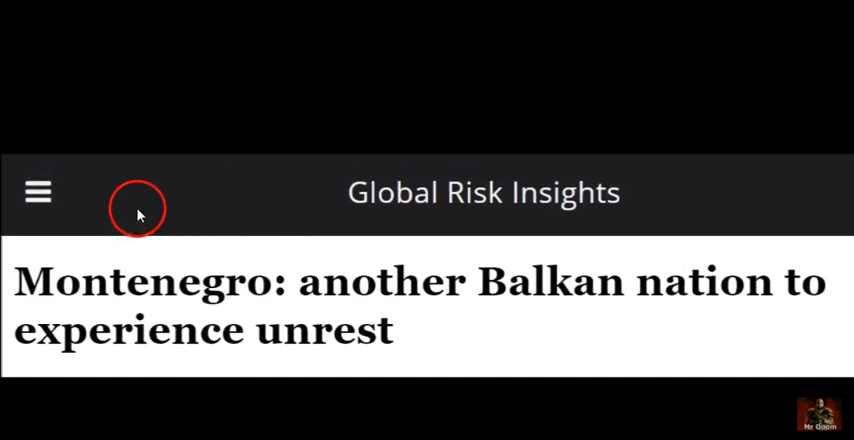 Global Risk Insights
Montenegro: another Balkan nation to
experience unrest
Mr Doom